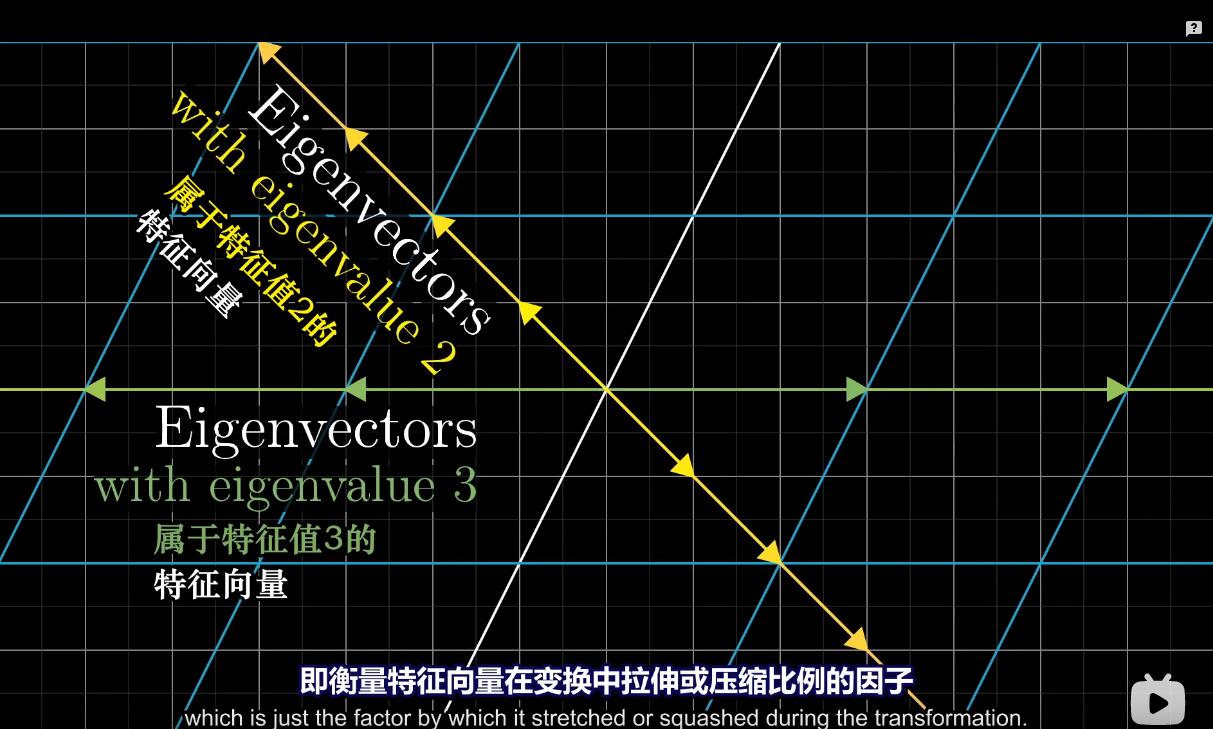 Eigenvectors
with eigenvalue 2
属于特征值2的
特征向量
Eigenvectors
with eigenvalue 3
属于特征值3的
特征向量
即衡量特征向量在变换中拉伸或压缩比例的因子
which is just the factor by which it stretched or squashed during the transformation.
?